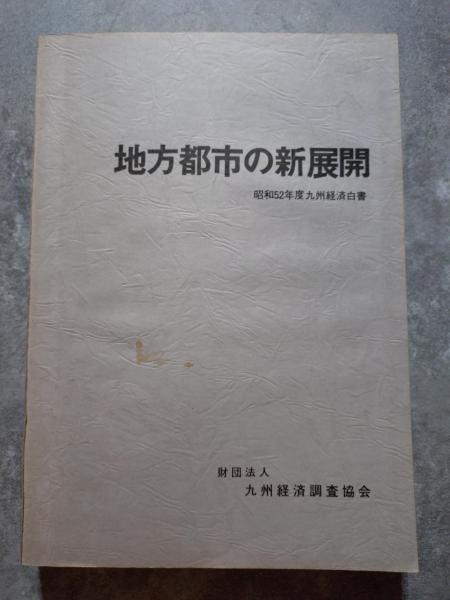 地方都市の新展開
昭和52年度九州経済白書
財団法人
九州経済調査協会